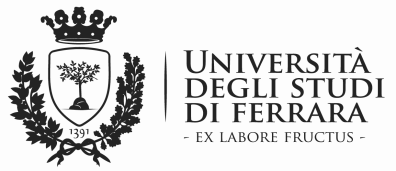 1391
UNIVERSITÀ
DEGLI STUDI
DI FERRARA
- EX LABORE FRUCTUS -